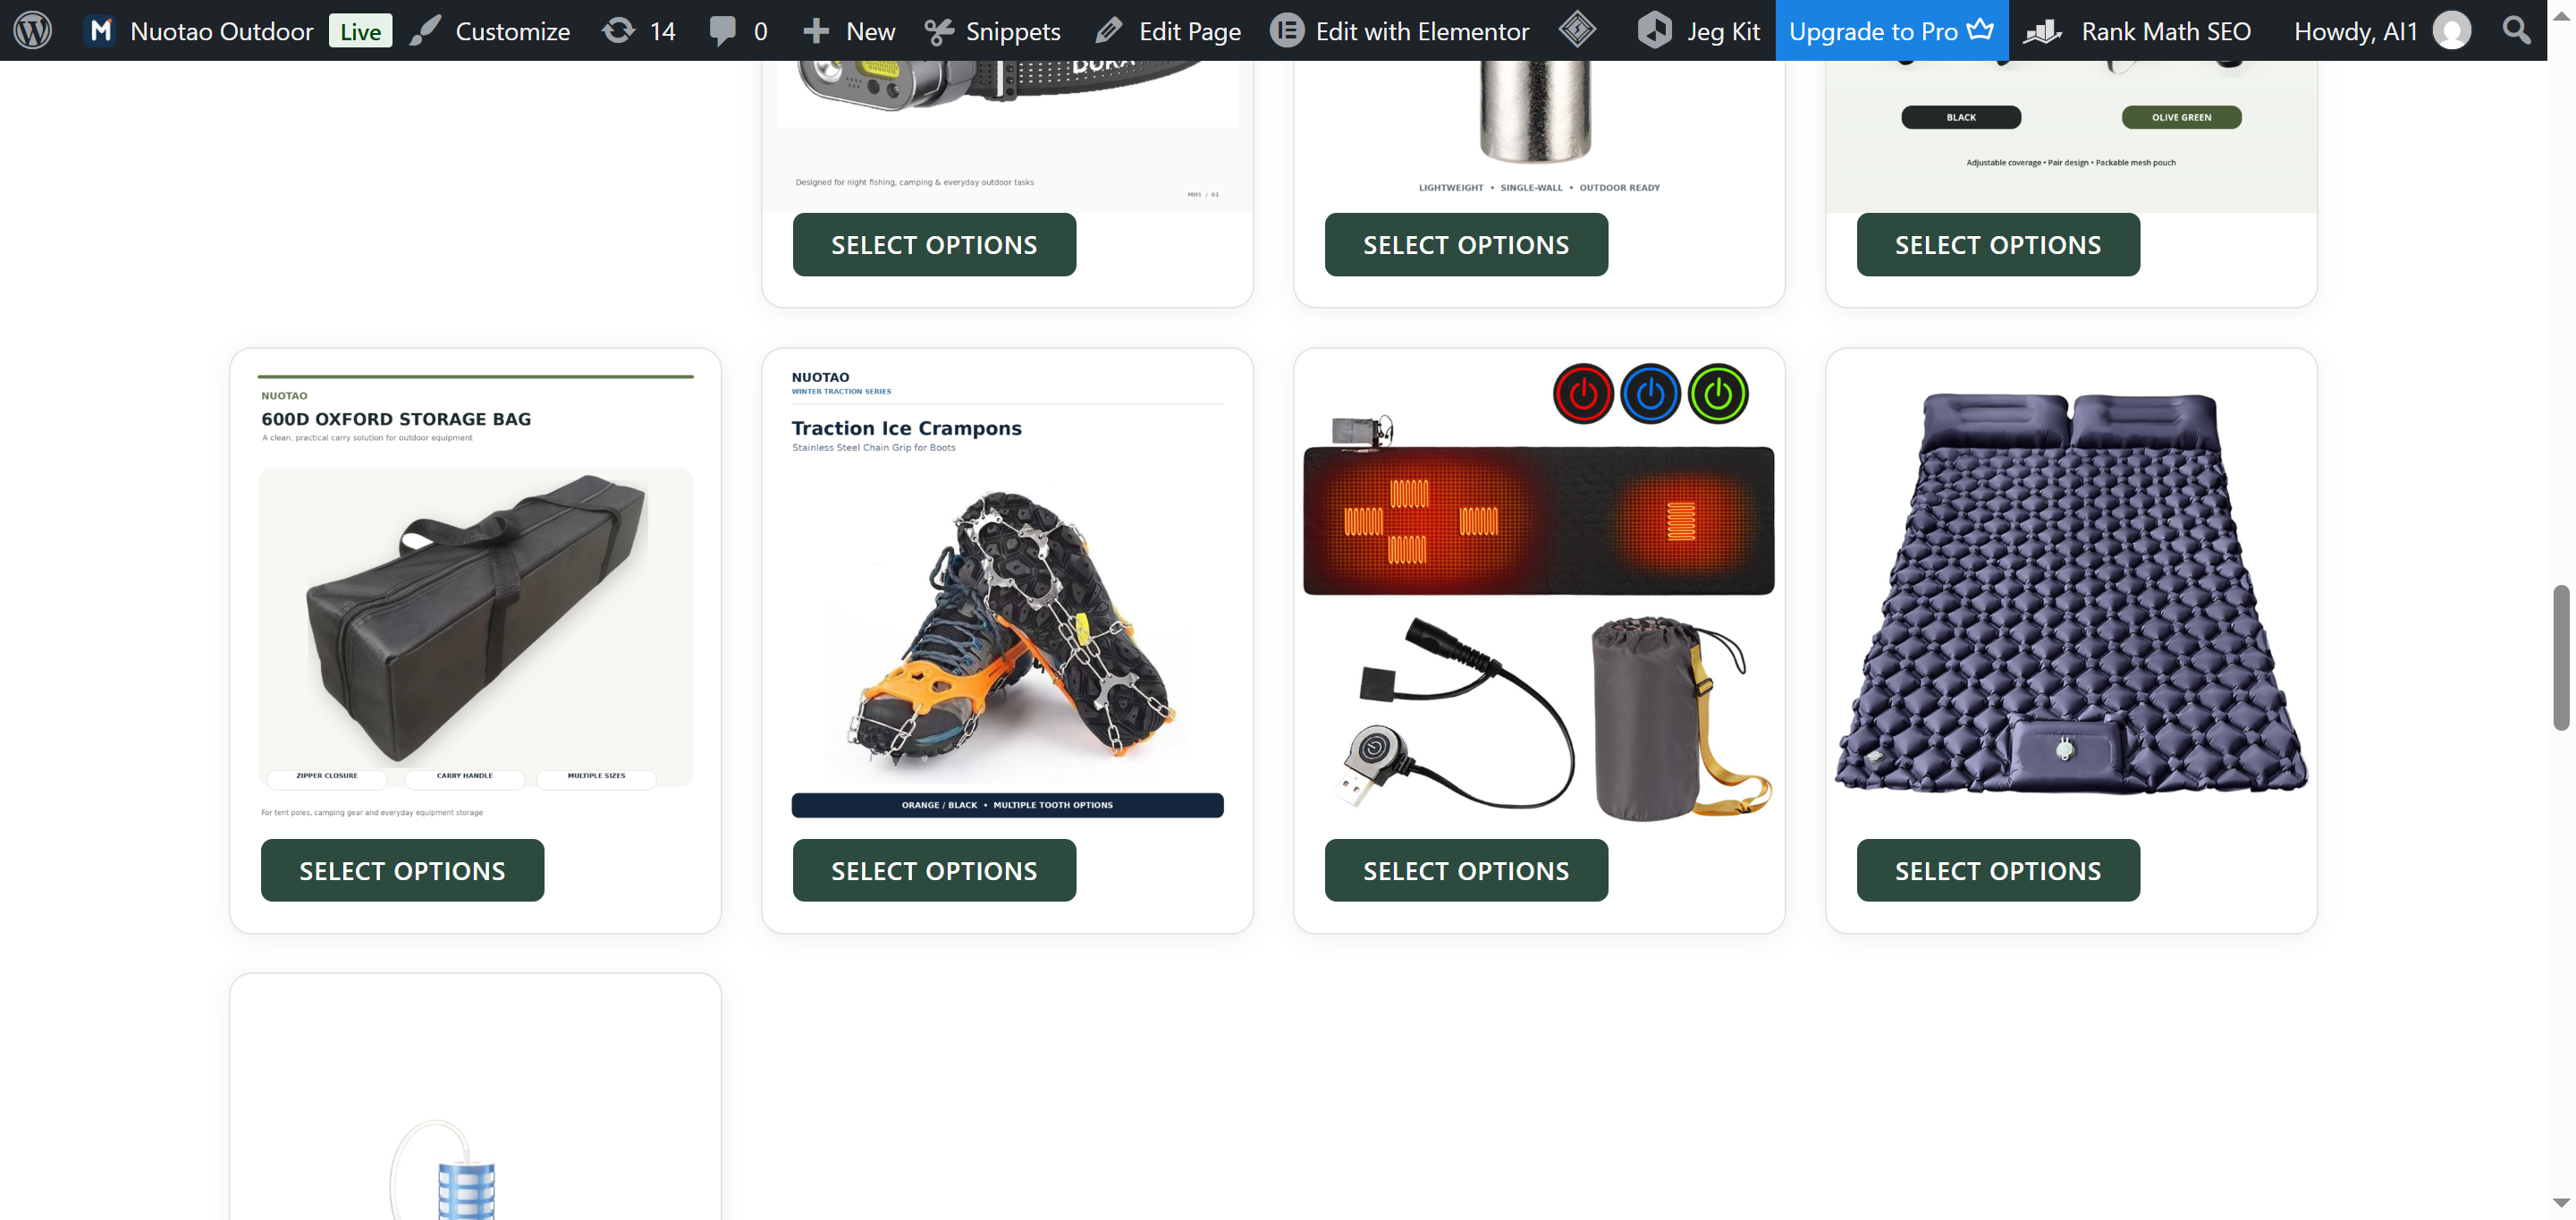 Nuotao Outdoor Live Customize 14 0 New Snippets Edit Page Edit with Elementor Jeg Kit Upgrade to Pro Rank Math SEO Howdy, AI1
BLACK
OLIVE GREEN
Adjustable coverage • Pair design • Packable mesh pouch
Designed for night fishing, camping & everyday outdoor tasks
MH1 / 01
LIGHTWEIGHT • SINGLE-WALL • OUTDOOR READY
SELECT OPTIONS
SELECT OPTIONS
SELECT OPTIONS
NUOTAO
600D OXFORD STORAGE BAG
A clean, practical carry solution for outdoor equipment
ZIPPER CLOSURE
CARRY HANDLE
MULTIPLE SIZES
For tent poles, camping gear and everyday equipment storage
SELECT OPTIONS
NUOTAO
WINTER TRACTION SERIES
Traction Ice Crampons
Stainless Steel Chain Grip for Boots
ORANGE / BLACK • MULTIPLE TOOTH OPTIONS
SELECT OPTIONS
SELECT OPTIONS
SELECT OPTIONS